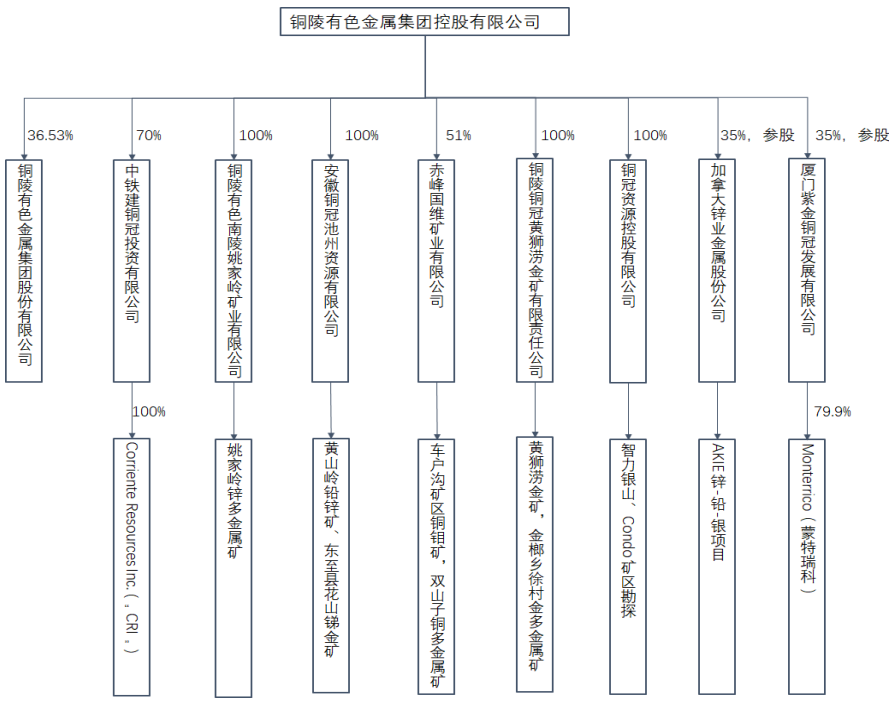 铜陵有色金属集团控股有限公司
36.53%
70%
100%
100%
51%
100%
100%
35%，参股
35%，参股
铜陵有色金属集团股份有限公司
中铁建铜冠投资有限公司
铜陵有色南陵姚家岭矿业有限公司
安徽铜冠池州资源有限公司
赤峰国维矿业有限公司
铜陵铜冠黄狮涝金矿有限责任公司
铜冠资源控股有限公司
加拿大锌业金属股份公司
厦门紫金铜冠发展有限公司
100%
79.9%
Corriente Resources Inc.(„CRI„)
姚家岭锌多金属矿
黄山岭铅锌矿、东至县花山锑金矿
车户沟矿区铜钼矿，双山子铜多金属矿
黄狮涝金矿，金榔乡徐村金多金属矿
智力银山、Condo 矿区勘探
AKIE 锌-铅-银项目
Monterrico（蒙特瑞科）